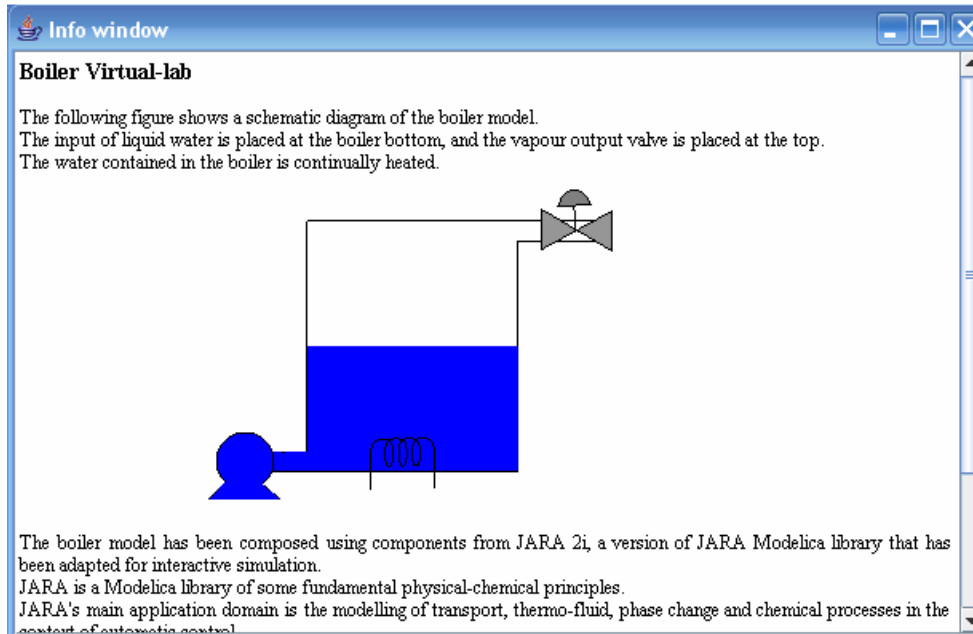 Info window
Boiler Virtual-lab
The following figure shows a schematic diagram of the boiler model.
The input of liquid water is placed at the boiler bottom, and the vapour output valve is placed at the top.
The water contained in the boiler is continually heated.
The boiler model has been composed using components from JARA 2i, a version of JARA Modelica library that has
been adapted for interactive simulation.
JARA is a Modelica library of some fundamental physical-chemical principles.
JARA's main application domain is the modelling of transport, thermo-fluid, phase change and chemical processes in the
context of automatic control